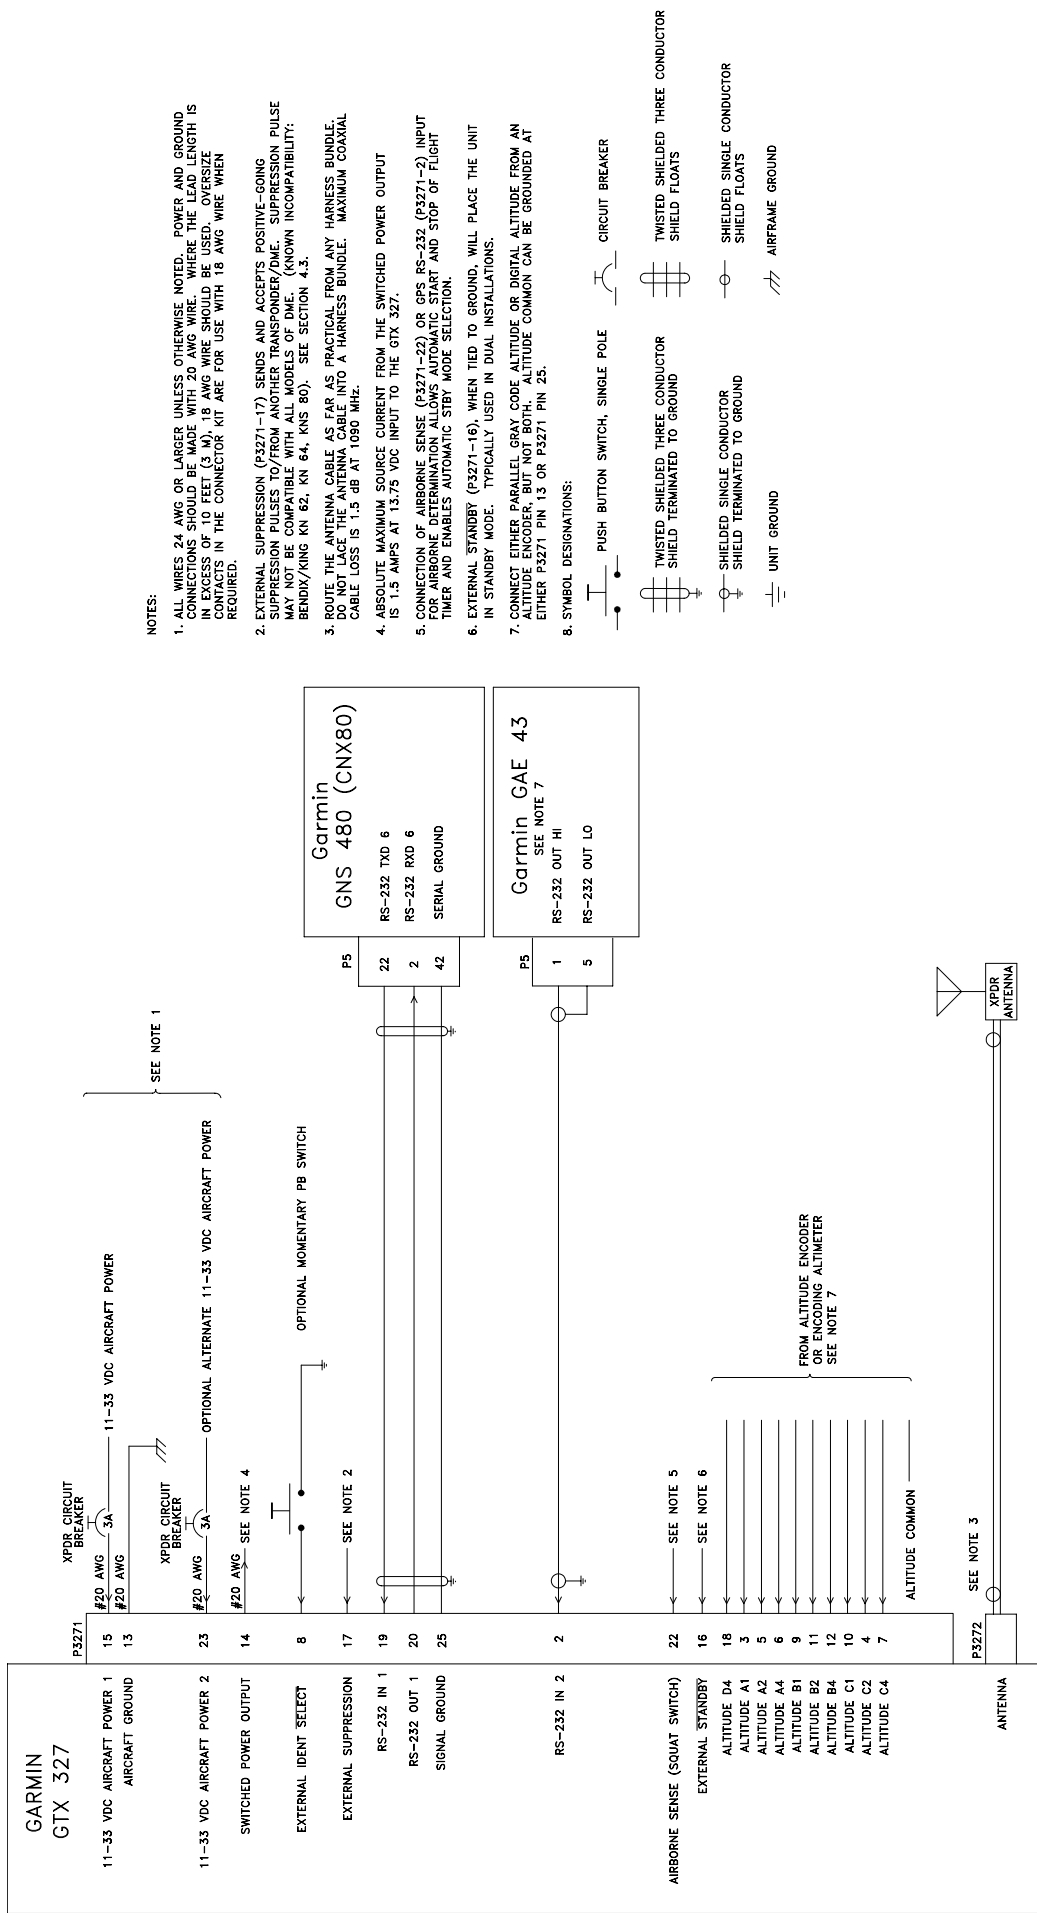 GARMIN
GTX 327
P3271
11-33 VDC AIRCRAFT POWER 1
15
#20 AWG
XPDR CIRCUIT
BREAKER
3A
11-33 VDC AIRCRAFT POWER
AIRCRAFT GROUND
13
#20 AWG
11-33 VDC AIRCRAFT POWER 2
23
#20 AWG
XPDR CIRCUIT
BREAKER
3A
OPTIONAL ALTERNATE 11-33 VDC AIRCRAFT POWER
SEE NOTE 1
SWITCHED POWER OUTPUT
14
#20 AWG
SEE NOTE 4
EXTERNAL IDENT SELECT
8
OPTIONAL MOMENTARY PB SWITCH
EXTERNAL SUPPRESSION
17
SEE NOTE 2
RS-232 IN 1
19
RS-232 OUT 1
20
SIGNAL GROUND
25
P5
Garmin
GNS 480 (CNX80)
22
RS-232 TXD 6
2
RS-232 RXD 6
42
SERIAL GROUND
RS-232 IN 2
2
P5
Garmin GAE 43
SEE NOTE 7
1
RS-232 OUT HI
5
RS-232 OUT LO
AIRBORNE SENSE (SQUAT SWITCH)
22
SEE NOTE 5
EXTERNAL STANDBY
16
SEE NOTE 6
ALTITUDE D4
18
ALTITUDE A1
3
ALTITUDE A2
5
ALTITUDE A4
6
ALTITUDE B1
9
ALTITUDE B2
11
ALTITUDE B4
12
ALTITUDE C1
10
ALTITUDE C2
4
ALTITUDE C4
7
ALTITUDE COMMON
FROM ALTITUDE ENCODER
OR ENCODING ALTIMETER
SEE NOTE 7
P3272
ANTENNA
SEE NOTE 3
XPDR
ANTENNA
NOTES:
1. ALL WIRES 24 AWG OR LARGER UNLESS OTHERWISE NOTED. POWER AND GROUND
CONNECTIONS SHOULD BE MADE WITH 20 AWG WIRE. WHERE THE LEAD LENGTH IS
IN EXCESS OF 10 FEET (3 M), 18 AWG WIRE SHOULD BE USED. OVERSIZE
CONTACTS IN THE CONNECTOR KIT ARE FOR USE WITH 18 AWG WIRE WHEN
REQUIRED.
2. EXTERNAL SUPPRESSION (P3271-17) SENDS AND ACCEPTS POSITIVE-GOING
SUPPRESSION PULSES TO/FROM ANOTHER TRANSPONDER/DME. SUPPRESSION PULSE
MAY NOT BE COMPATIBLE WITH ALL MODELS OF DME. (KNOWN INCOMPATIBILITY:
BENDIX/KING KN 62, KN 64, KNS 80). SEE SECTION 4.3.
3. ROUTE THE ANTENNA CABLE AS FAR AS PRACTICAL FROM ANY HARNESS BUNDLE.
DO NOT LACE THE ANTENNA CABLE INTO A HARNESS BUNDLE. MAXIMUM COAXIAL
CABLE LOSS IS 1.5 dB AT 1090 MHz.
4. ABSOLUTE MAXIMUM SOURCE CURRENT FROM THE SWITCHED POWER OUTPUT
IS 1.5 AMPS AT 13.75 VDC INPUT TO THE GTX 327.
5. CONNECTION OF AIRBORNE SENSE (P3271-22) OR GPS RS-232 (P3271-2) INPUT
FOR AIRBORNE DETERMINATION ALLOWS AUTOMATIC START AND STOP OF FLIGHT
TIMER AND ENABLES AUTOMATIC STBY MODE SELECTION.
6. EXTERNAL STANDBY (P3271-16), WHEN TIED TO GROUND, WILL PLACE THE UNIT
IN STANDBY MODE. TYPICALLY USED IN DUAL INSTALLATIONS.
7. CONNECT EITHER PARALLEL GRAY CODE ALTITUDE OR DIGITAL ALTITUDE FROM AN
ALTITUDE ENCODER, BUT NOT BOTH. ALTITUDE COMMON CAN BE GROUNDED AT
EITHER P3271 PIN 13 OR P3271 PIN 25.
8. SYMBOL DESIGNATIONS:
PUSH BUTTON SWITCH, SINGLE POLE
CIRCUIT BREAKER
TWISTED SHIELDED THREE CONDUCTOR
SHIELD TERMINATED TO GROUND
TWISTED SHIELDED THREE CONDUCTOR
SHIELD FLOATS
SHIELDED SINGLE CONDUCTOR
SHIELD TERMINATED TO GROUND
SHIELDED SINGLE CONDUCTOR
SHIELD FLOATS
UNIT GROUND
AIRFRAME GROUND